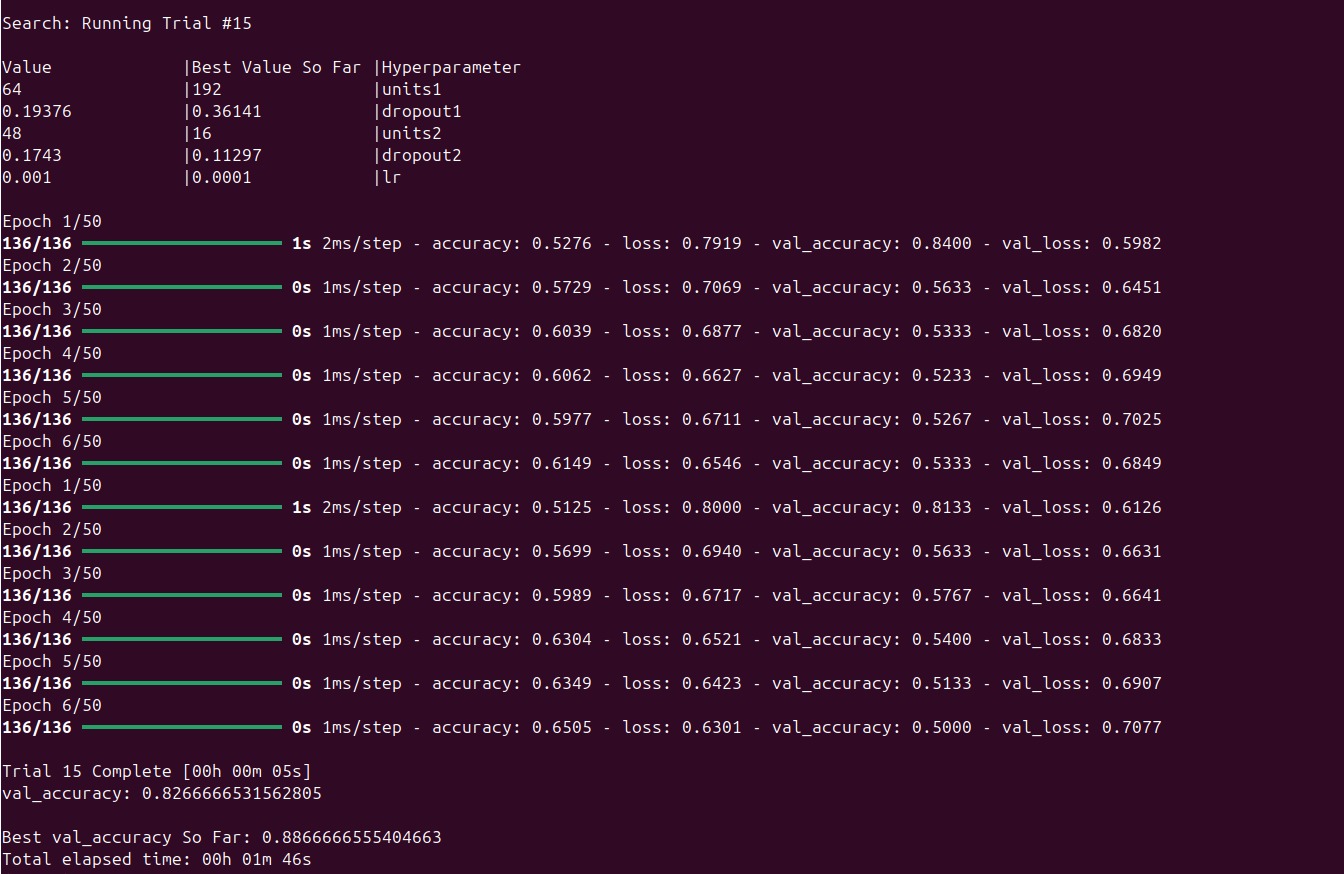 Search: Running Trial #15
Value |Best Value So Far |Hyperparameter
64 |192 |units1
0.19376 |0.36141 |dropout1
48 |16 |units2
0.1743 |0.11297 |dropout2
0.001 |0.0001 |lr
Epoch 1/50
136/136 1s 2ms/step - accuracy: 0.5276 - loss: 0.7919 - val_accuracy: 0.8400 - val_loss: 0.5982
Epoch 2/50
136/136 0s 1ms/step - accuracy: 0.5729 - loss: 0.7069 - val_accuracy: 0.5633 - val_loss: 0.6451
Epoch 3/50
136/136 0s 1ms/step - accuracy: 0.6039 - loss: 0.6877 - val_accuracy: 0.5333 - val_loss: 0.6820
Epoch 4/50
136/136 0s 1ms/step - accuracy: 0.6062 - loss: 0.6627 - val_accuracy: 0.5233 - val_loss: 0.6949
Epoch 5/50
136/136 0s 1ms/step - accuracy: 0.5977 - loss: 0.6711 - val_accuracy: 0.5267 - val_loss: 0.7025
Epoch 6/50
136/136 0s 1ms/step - accuracy: 0.6149 - loss: 0.6546 - val_accuracy: 0.5333 - val_loss: 0.6849
Epoch 1/50
136/136 1s 2ms/step - accuracy: 0.5125 - loss: 0.8000 - val_accuracy: 0.8133 - val_loss: 0.6126
Epoch 2/50
136/136 0s 1ms/step - accuracy: 0.5699 - loss: 0.6940 - val_accuracy: 0.5633 - val_loss: 0.6631
Epoch 3/50
136/136 0s 1ms/step - accuracy: 0.5989 - loss: 0.6717 - val_accuracy: 0.5767 - val_loss: 0.6641
Epoch 4/50
136/136 0s 1ms/step - accuracy: 0.6304 - loss: 0.6521 - val_accuracy: 0.5400 - val_loss: 0.6833
Epoch 5/50
136/136 0s 1ms/step - accuracy: 0.6349 - loss: 0.6423 - val_accuracy: 0.5133 - val_loss: 0.6907
Epoch 6/50
136/136 0s 1ms/step - accuracy: 0.6505 - loss: 0.6301 - val_accuracy: 0.5000 - val_loss: 0.7077
Trial 15 Complete [00h 00m 05s]
val_accuracy: 0.8266666531562805
Best val_accuracy So Far: 0.8866666555404663
Total elapsed time: 00h 01m 46s